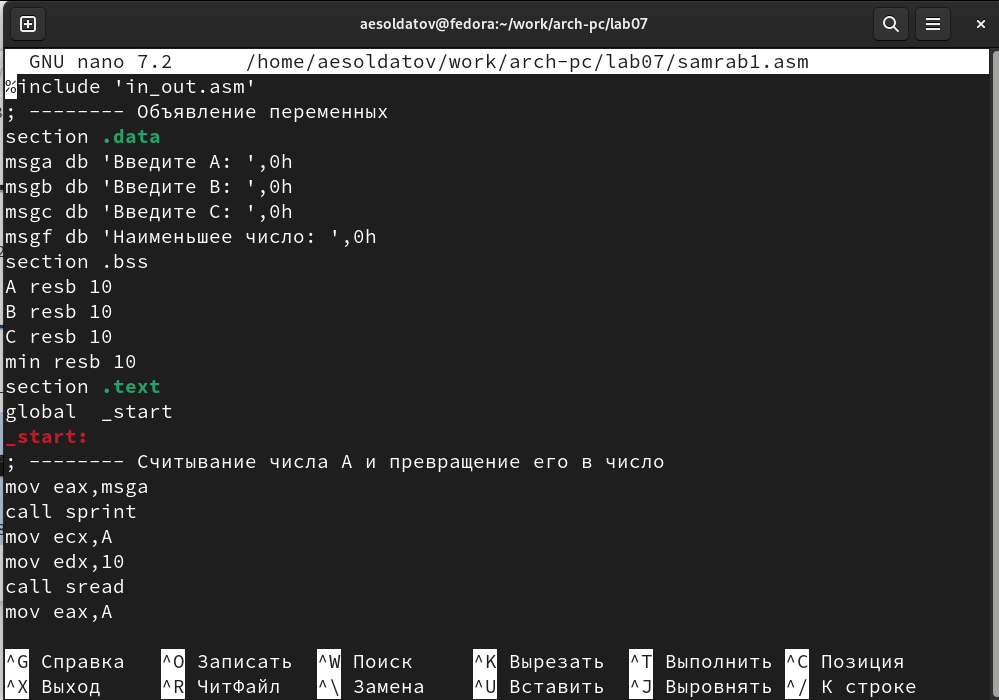 aesoldatov@fedora:~/work/arch-pc/lab07
GNU nano 7.2 /home/aesoldatov/work/arch-pc/lab07/samrab1.asm
%include 'in_out.asm'
; -------- Объявление переменных
section .data
msga db 'Введите A: ',0h
msgb db 'Введите B: ',0h
msgc db 'Введите C: ',0h
msgf db 'Наименьшее число: ',0h
section .bss
A resb 10
B resb 10
C resb 10
min resb 10
section .text
global  _start
_start:
; -------- Считывание числа A и превращение его в число
mov eax,msga
call sprint
mov ecx,A
mov edx,10
call sread
mov eax,A
^G Справка ^O Записать ^W Поиск ^K Вырезать ^T Выполнить ^C Позиция
^X Выход ^R ЧитФайл ^\ Замена ^U Вставить ^J Выровнять ^/ К строке